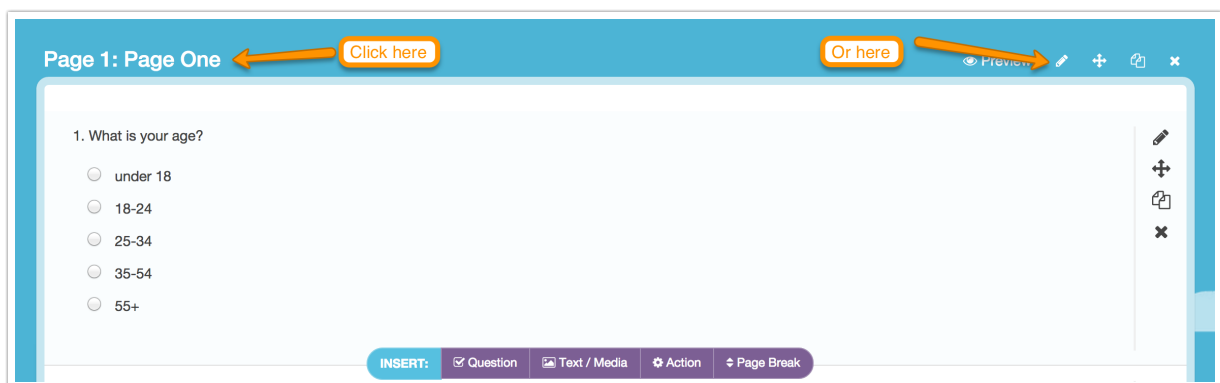 Page 1: Page One
Click here
Or here
Preview
1. What is your age?
under 18
18-24
25-34
35-54
55+
INSERT: Question Text / Media Action Page Break